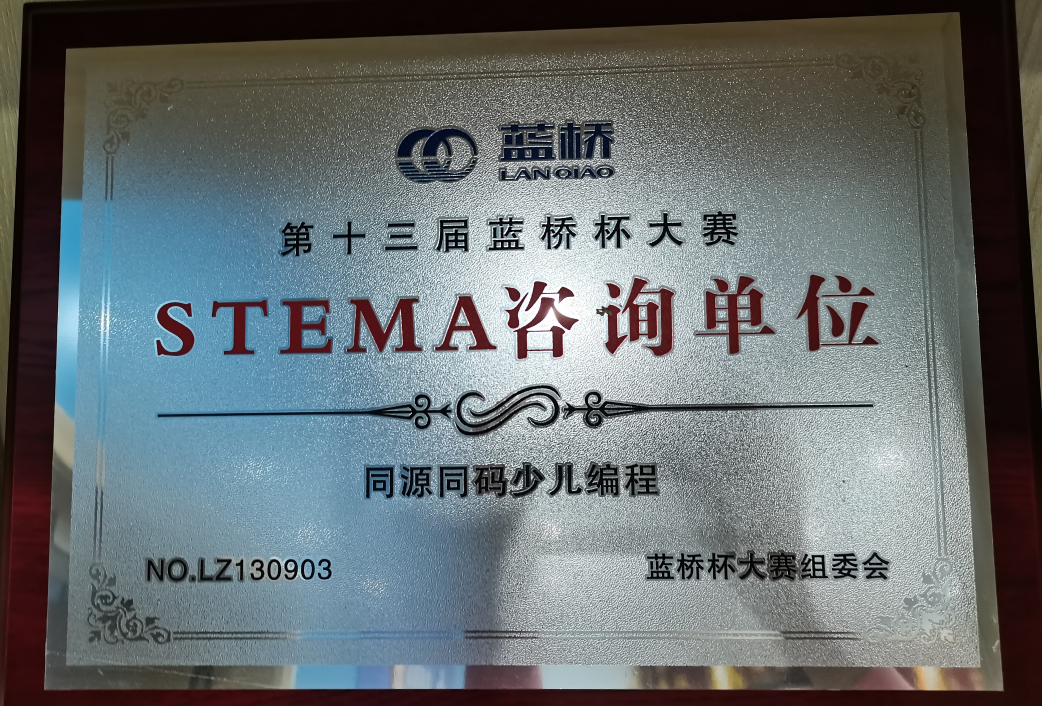 蓝桥
LANQIAO
第十三届蓝桥杯大赛
STEMA咨询单位
同源同码少儿编程
NO.LZ130903
蓝桥杯大赛组委会